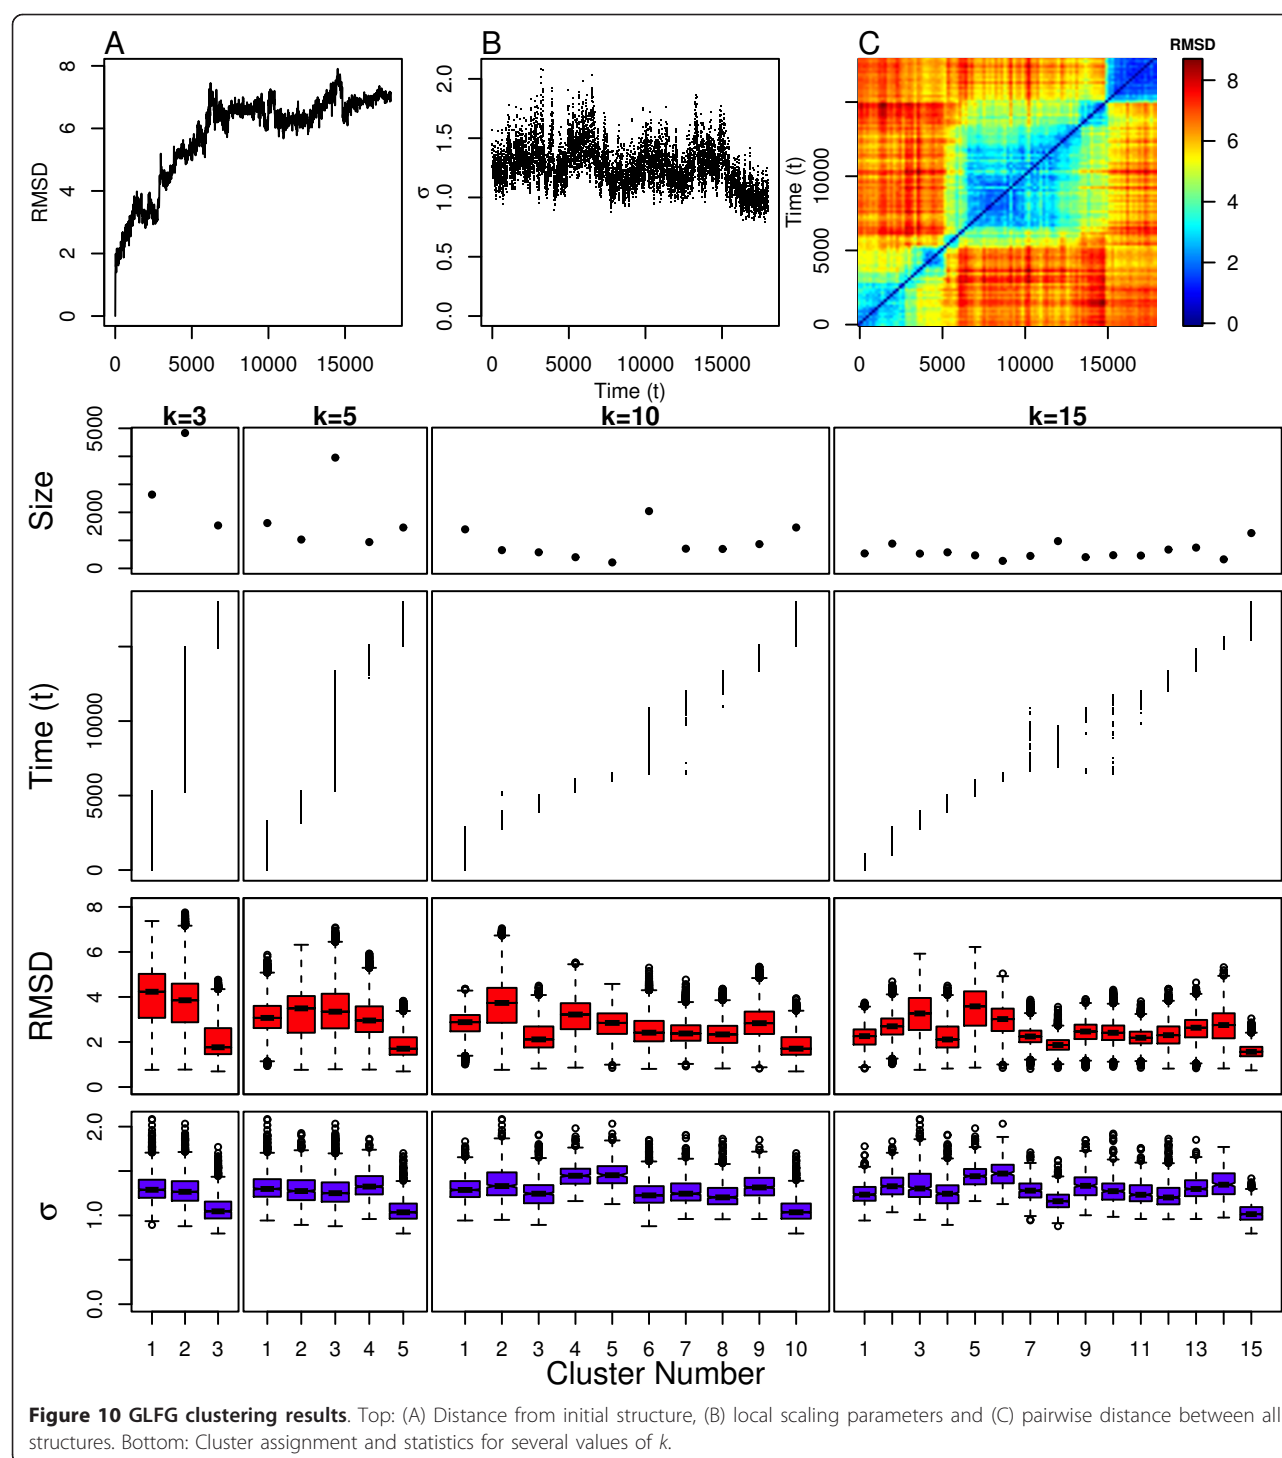 A
B
C
RMSD
8
6
4
2
0
RMSD
0 5000 10000 15000
2.0
1.5
1.0
0.5
0.0
σ
0 5000 10000 15000
Time (t)
10000
5000
0
Time (t)
0 5000 10000 15000
8
6
4
2
0
k=3 k=5 k=10 k=15
Size
5000
2000
0
Time (t)
10000
5000
0
RMSD
8
6
4
2
0
σ
2.0
1.0
0.0
1 2 3 1 2 3 4 5 1 2 3 4 5 6 7 8 9 10 1 3 5 7 9 11 13 15
Cluster Number
Figure 10 GLFG clustering results. Top: (A) Distance from initial structure, (B) local scaling parameters and (C) pairwise distance between all
structures. Bottom: Cluster assignment and statistics for several values of k.